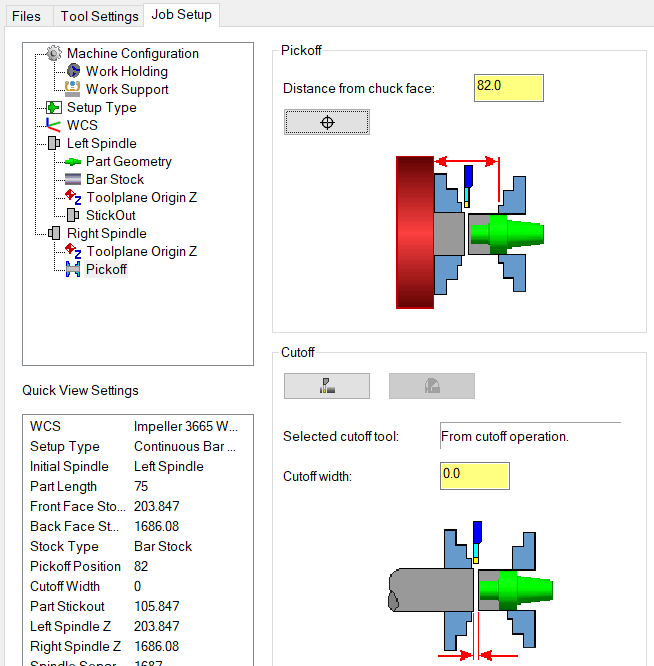 Files Tool Settings Job Setup
Machine Configuration
Work Holding
Work Support
Setup Type
WCS
Left Spindle
Part Geometry
Bar Stock
Toolplane Origin Z
StickOut
Right Spindle
Toolplane Origin Z
Pickoff
Pickoff
Distance from chuck face: 82.0
Quick View Settings
WCS Impeller 3665 W...
Setup Type Continuous Bar ...
Initial Spindle Left Spindle
Part Length 75
Front Face Sto... 203.847
Back Face St... 1686.08
Stock Type Bar Stock
Pickoff Position 82
Cutoff Width 0
Part Stickout 105.847
Left Spindle Z 203.847
Right Spindle Z 1686.08
Cutoff
Selected cutoff tool: From cutoff operation.
Cutoff width: 0.0